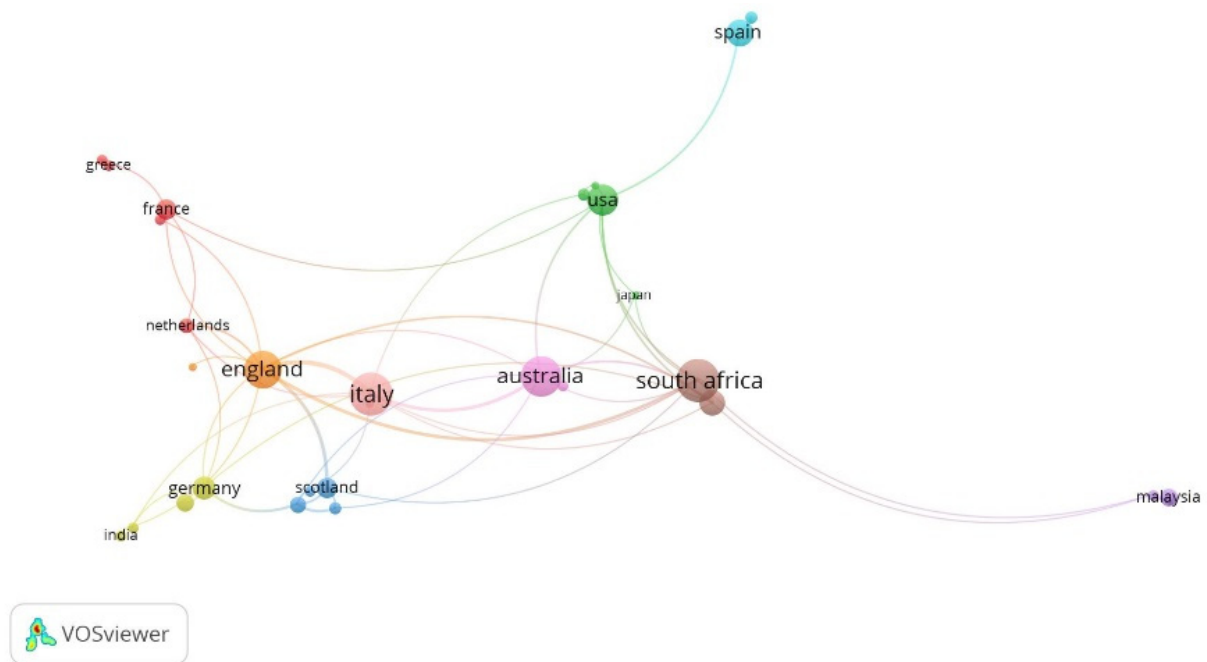 spain
greece
usa
france
japan
netherlands
england
australia
south africa
italy
germany
scotland
malaysia
india
VOSviewer